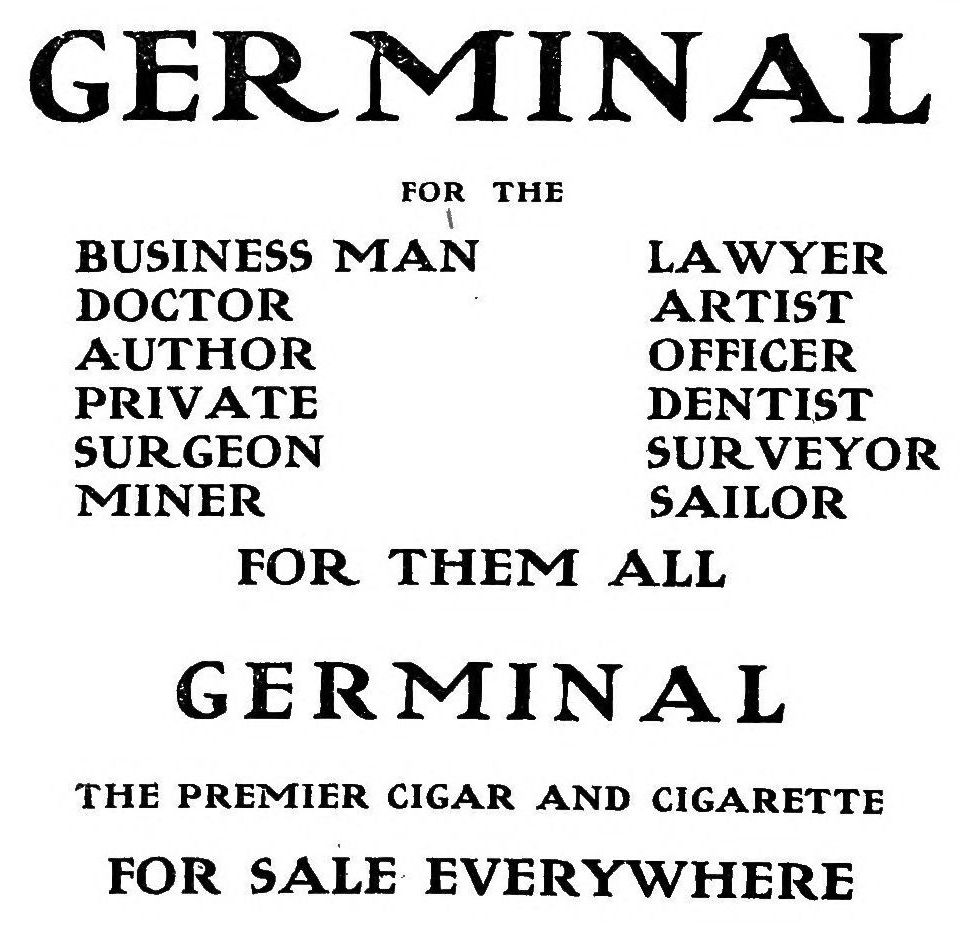 GERMINAL
FOR THE
BUSINESS MAN
DOCTOR
AUTHOR
PRIVATE
SURGEON
MINER
LAWYER
ARTIST
OFFICER
DENTIST
SURVEYOR
SAILOR
FOR THEM ALL
GERMINAL
THE PREMIER CIGAR AND CIGARETTE
FOR SALE EVERYWHERE